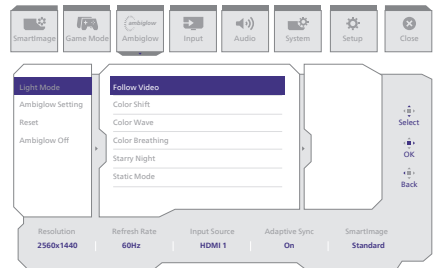 SmartImage
Game Mode
ambiglow
Ambiglow
Input
Audio
System
Setup
Close
Light Mode
Ambiglow Setting
Reset
Ambiglow Off
Follow Video
Color Shift
Color Wave
Color Breathing
Starry Night
Static Mode
Select
OK
Back
Resolution
Refresh Rate
Input Source
Adaptive Sync
SmartImage
2560x1440
60Hz
HDMI 1
On
Standard